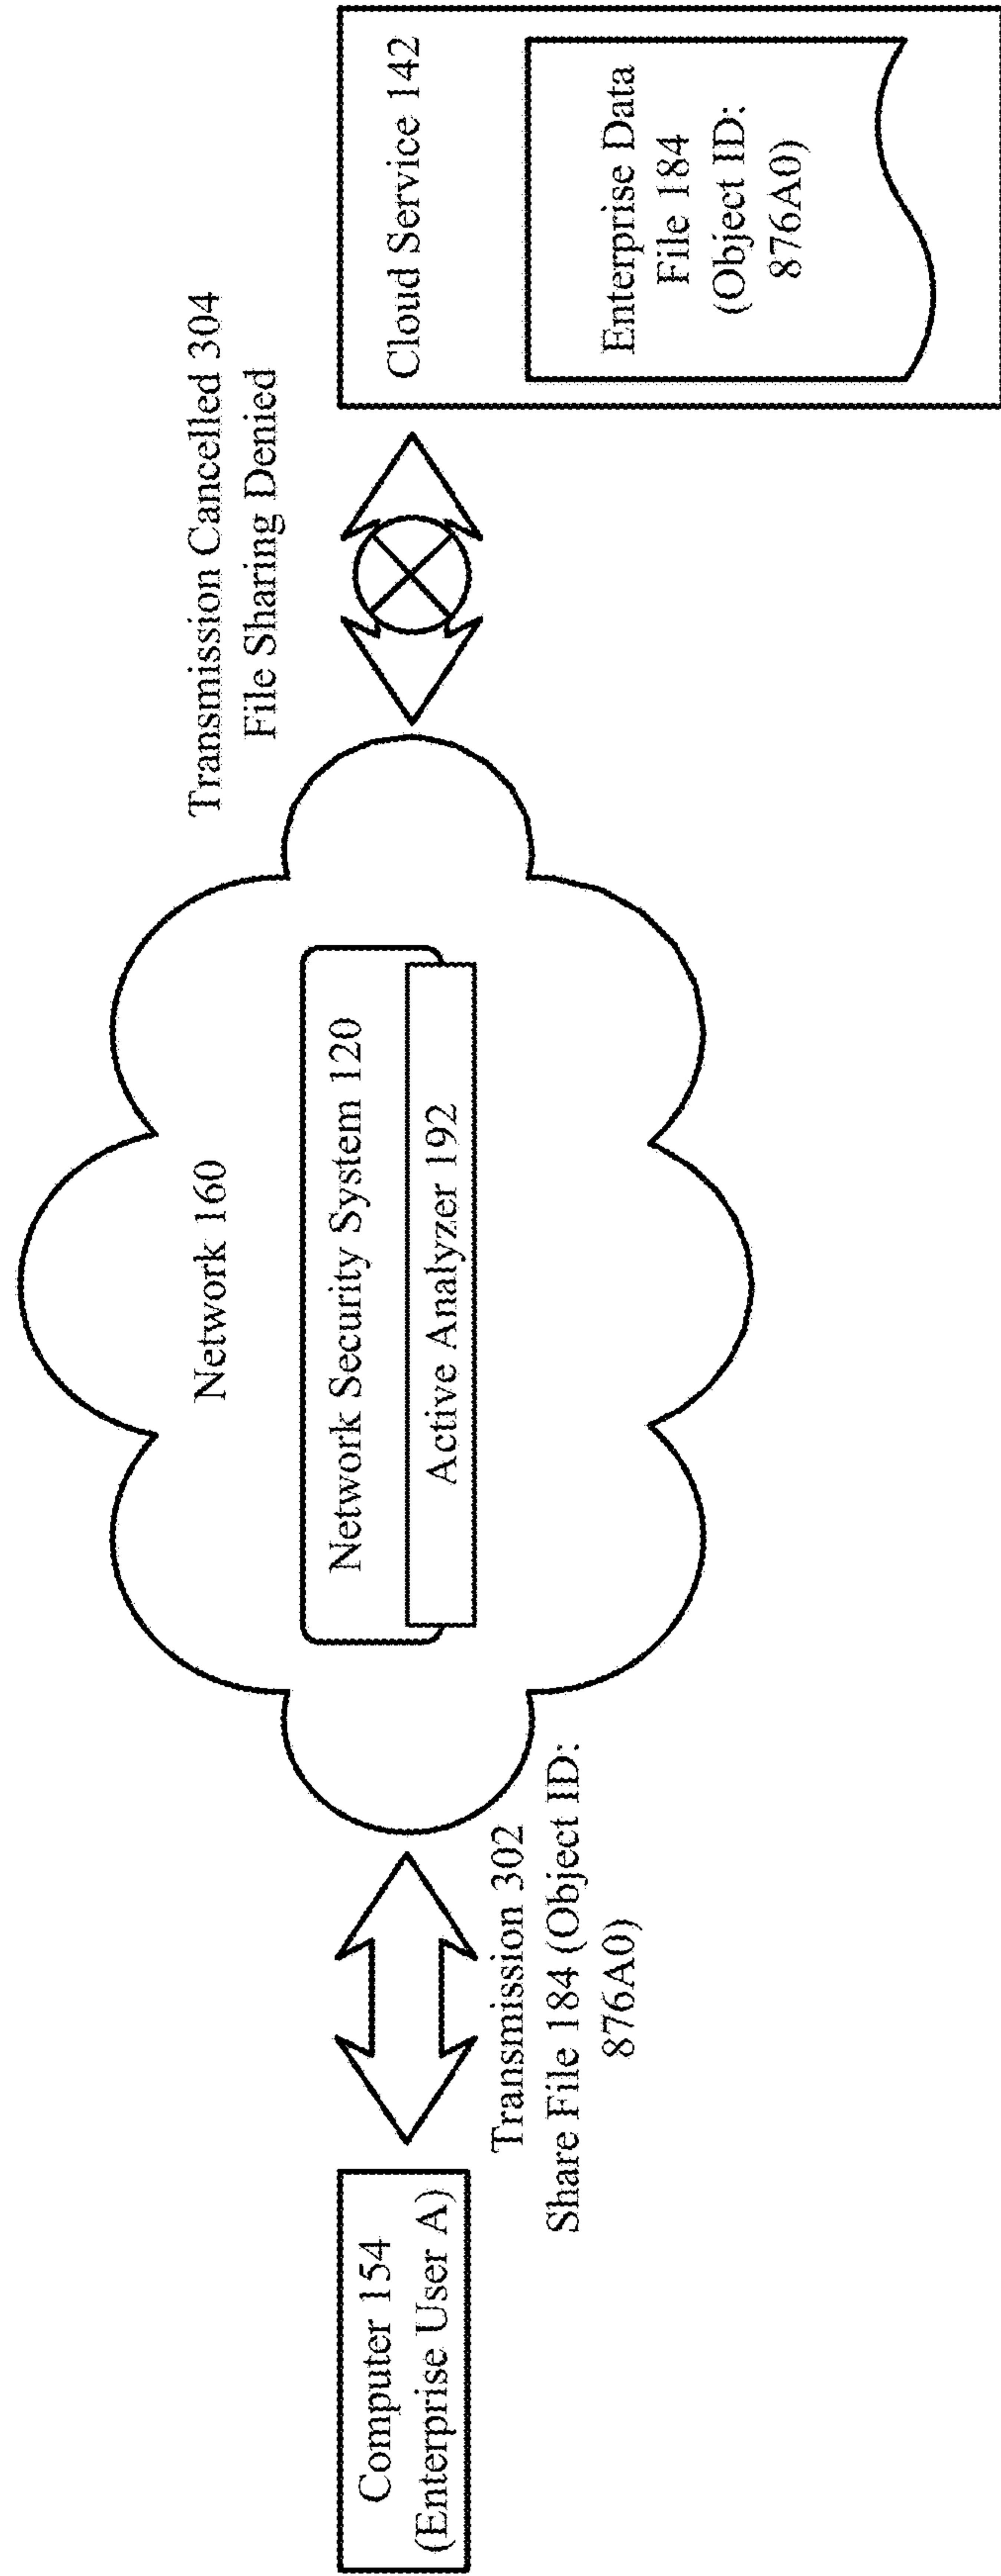 Computer 154
(Enterprise User A)
Transmission 302
Share File 184 (Object ID:
876A0)
Network 160
Network Security System 120
Active Analyzer 192
Transmission Cancelled 304
File Sharing Denied
Cloud Service 142
Enterprise Data
File 184
(Object ID:
876A0)